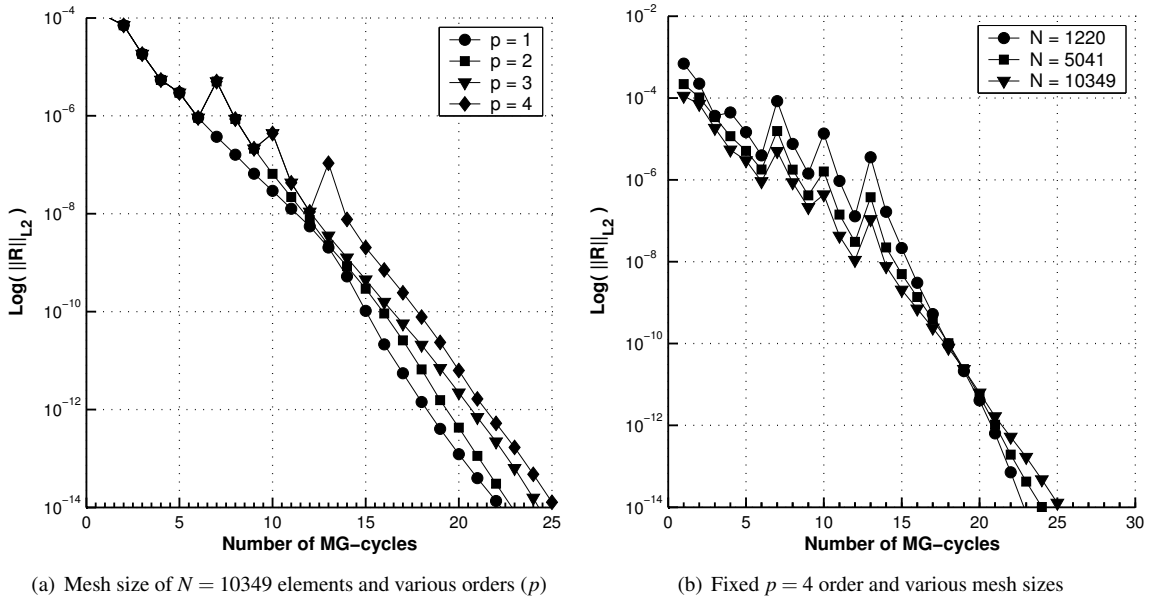 10^-4
10^-6
10^-8
10^-10
10^-12
10^-14
Log( ||R||_L2 )
0 5 10 15 20 25
Number of MG−cycles
p = 1
p = 2
p = 3
p = 4
(a) Mesh size of N = 10349 elements and various orders (p)
10^-2
10^-4
10^-6
10^-8
10^-10
10^-12
10^-14
Log( ||R||_L2 )
0 5 10 15 20 25 30
Number of MG−cycles
N = 1220
N = 5041
N = 10349
(b) Fixed p = 4 order and various mesh sizes